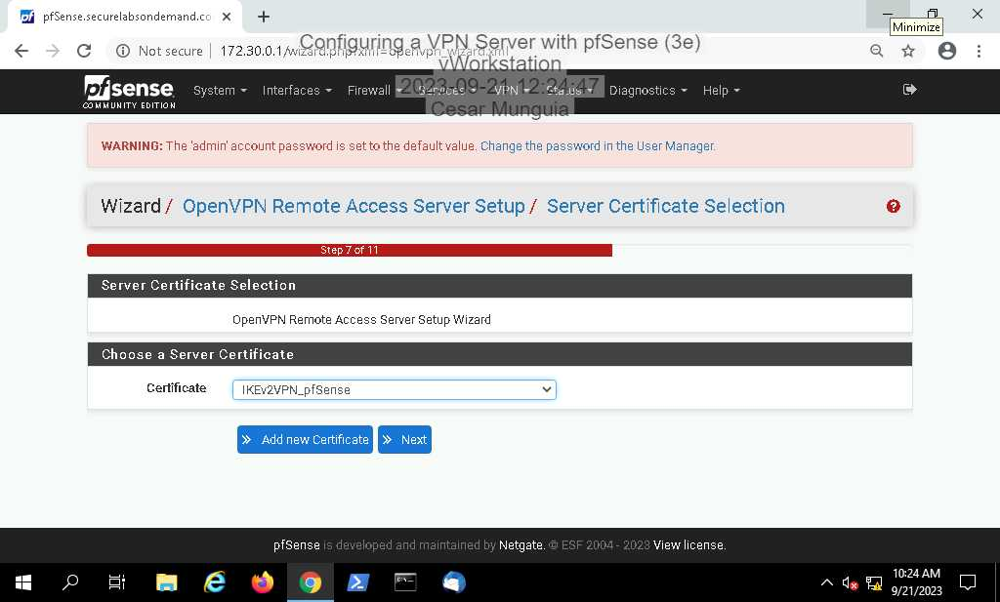 pfSense.securelabsondemand.co
Minimize
Not secure
172.30.0.1/wizard.php?xml=openvpn_wizard.xml
Configuring a VPN Server with pfSense (3e)
vWorkstation
2023-09-21 12:24:47
Cesar Munguia
pfsense
COMMUNITY EDITION
System
Interfaces
Firewall
Services
VPN
Status
Diagnostics
Help
WARNING: The 'admin' account password is set to the default value. Change the password in the User Manager.
Wizard / OpenVPN Remote Access Server Setup / Server Certificate Selection
Step 7 of 11
Server Certificate Selection
OpenVPN Remote Access Server Setup Wizard
Choose a Server Certificate
Certificate
IKEv2VPN_pfSense
Add new Certificate
Next
pfSense is developed and maintained by Netgate. © ESF 2004 - 2023 View license.
10:24 AM
9/21/2023